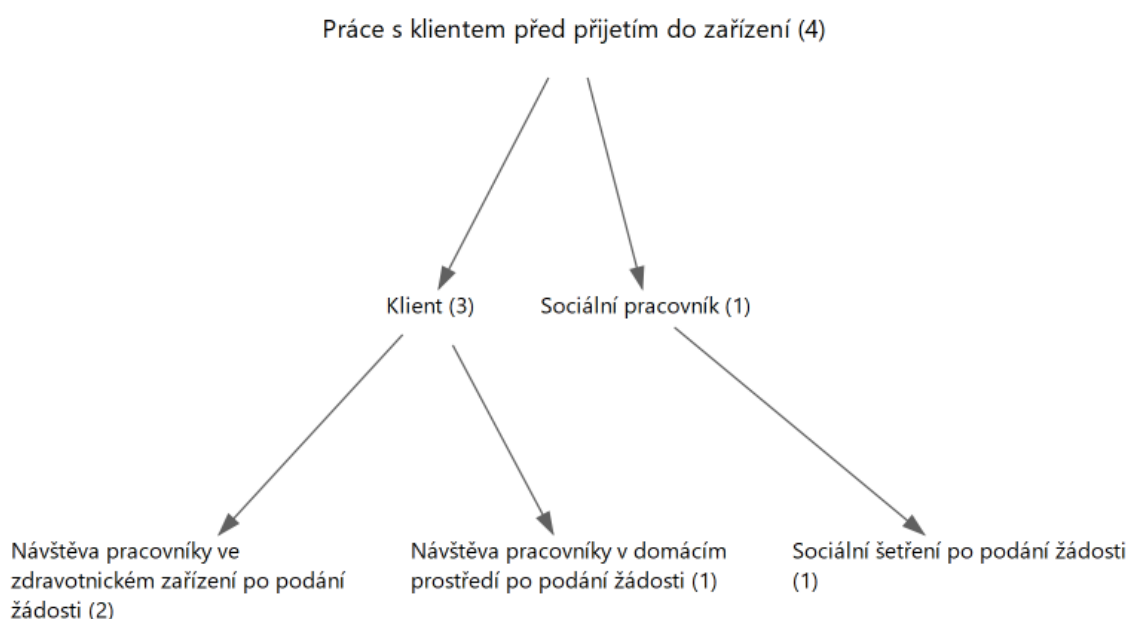 Práce s klientem před přijetím do zařízení (4)
Klient (3)
Sociální pracovník (1)
Návštěva pracovníky ve
zdravotnickém zařízení po podání
žádosti (2)
Návštěva pracovníky v domácím
prostředí po podání žádosti (1)
Sociální šetření po podání žádosti
(1)